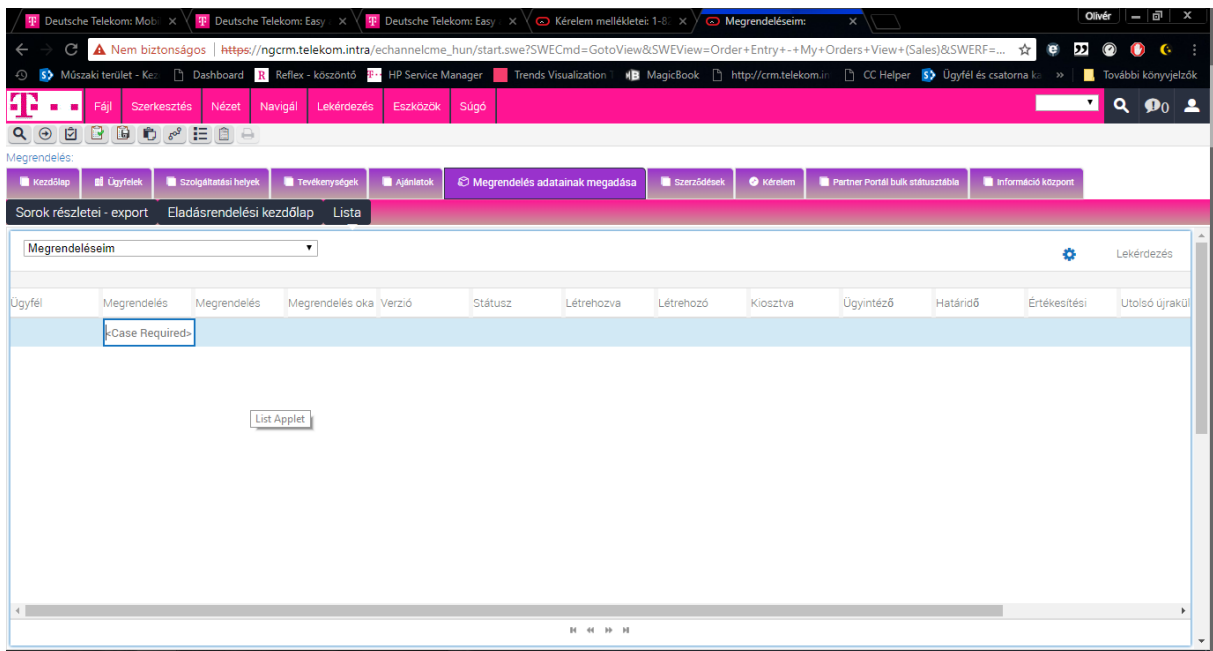 Deutsche Telekom: Mobil Deutsche Telekom: Easy Deutsche Telekom: Easy Kérelem mellékletei: 1-8 Megrendeléseim: Olivér
Nem biztonságos https://ngcrm.telekom.intra/echannelcme_hun/start.swe?SWECmd=GotoView&SWEView=Order+Entry+-+My+Orders+View+(Sales)&SWERF=...
Műszaki terület - Kez Dashboard Reflex - köszöntő HP Service Manager Trends Visualization MagicBook http://crm.telekom.in CC Helper Ügyfél és csatorna ka » További könyvjelzők
Fájl Szerkesztés Nézet Navigál Lekérdezés Eszközök Súgó 0
Megrendelés:
Kezdőlap Ügyfelek Szolgáltatási helyek Tevékenységek Ajánlatok Megrendelés adatainak megadása Szerződések Kérelem Partner Portál bulk státusztábla Információ központ
Sorok részletei - export Eladásrendelési kezdőlap Lista
Megrendeléseim Lekérdezés
Ügyfél Megrendelés Megrendelés Megrendelés oka Verzió Státusz Létrehozva Létrehozó Kiosztva Ügyintéző Határidő Értékesítési Utolsó újrakül
<Case Required>
List Applet